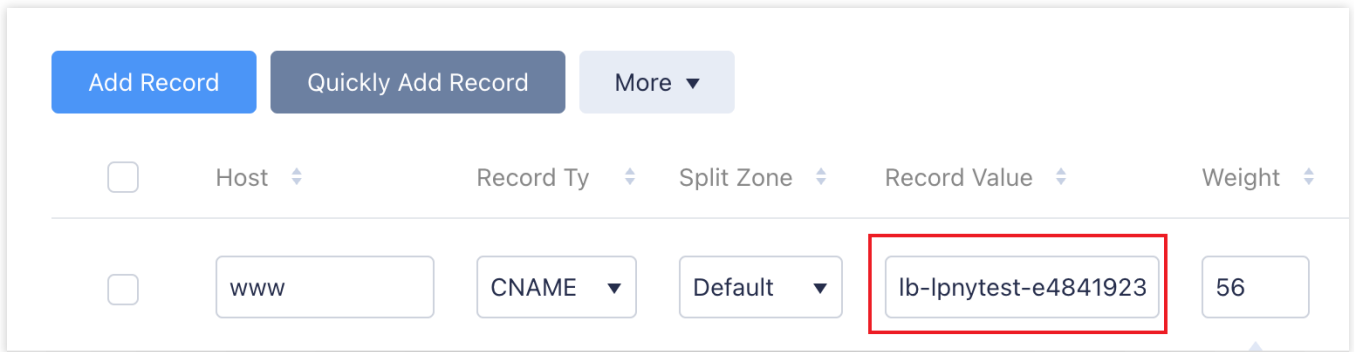 Add Record Quickly Add Record More
Host Record Ty Split Zone Record Value Weight
www CNAME Default lb-lpnytest-e4841923 56